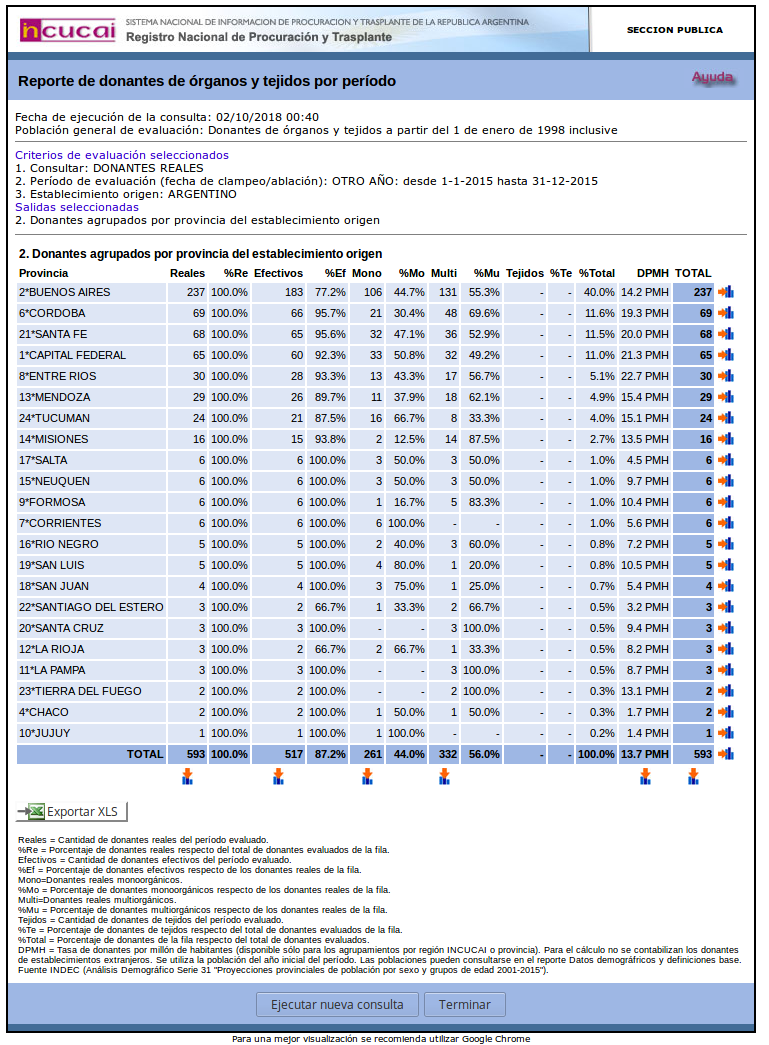 incucai
SISTEMA NACIONAL DE INFORMACION DE PROCURACION Y TRASPLANTE DE LA REPUBLICA ARGENTINA
Registro Nacional de Procuración y Trasplante
SECCION PUBLICA
Reporte de donantes de órganos y tejidos por período
Ayuda
Fecha de ejecución de la consulta: 02/10/2018 00:40
Población general de evaluación: Donantes de órganos y tejidos a partir del 1 de enero de 1998 inclusive
Criterios de evaluación seleccionados
1. Consultar: DONANTES REALES
2. Período de evaluación (fecha de clampeo/ablación): OTRO AÑO: desde 1-1-2015 hasta 31-12-2015
3. Establecimiento origen: ARGENTINO
Salidas seleccionadas
2. Donantes agrupados por provincia del establecimiento origen
2. Donantes agrupados por provincia del establecimiento origen
Provincia Reales %Re Efectivos %Ef Mono %Mo Multi %Mu Tejidos %Te %Total DPMH TOTAL
2*BUENOS AIRES 237 100.0% 183 77.2% 106 44.7% 131 55.3% - - 40.0% 14.2 PMH 237
6*CORDOBA 69 100.0% 66 95.7% 21 30.4% 48 69.6% - - 11.6% 19.3 PMH 69
21*SANTA FE 68 100.0% 65 95.6% 32 47.1% 36 52.9% - - 11.5% 20.0 PMH 68
1*CAPITAL FEDERAL 65 100.0% 60 92.3% 33 50.8% 32 49.2% - - 11.0% 21.3 PMH 65
8*ENTRE RIOS 30 100.0% 28 93.3% 13 43.3% 17 56.7% - - 5.1% 22.7 PMH 30
13*MENDOZA 29 100.0% 26 89.7% 11 37.9% 18 62.1% - - 4.9% 15.4 PMH 29
24*TUCUMAN 24 100.0% 21 87.5% 16 66.7% 8 33.3% - - 4.0% 15.1 PMH 24
14*MISIONES 16 100.0% 15 93.8% 2 12.5% 14 87.5% - - 2.7% 13.5 PMH 16
17*SALTA 6 100.0% 6 100.0% 3 50.0% 3 50.0% - - 1.0% 4.5 PMH 6
15*NEUQUEN 6 100.0% 6 100.0% 3 50.0% 3 50.0% - - 1.0% 9.7 PMH 6
9*FORMOSA 6 100.0% 6 100.0% 1 16.7% 5 83.3% - - 1.0% 10.4 PMH 6
7*CORRIENTES 6 100.0% 6 100.0% 6 100.0% - - - - 1.0% 5.6 PMH 6
16*RIO NEGRO 5 100.0% 5 100.0% 2 40.0% 3 60.0% - - 0.8% 7.2 PMH 5
19*SAN LUIS 5 100.0% 5 100.0% 4 80.0% 1 20.0% - - 0.8% 10.5 PMH 5
18*SAN JUAN 4 100.0% 4 100.0% 3 75.0% 1 25.0% - - 0.7% 5.4 PMH 4
22*SANTIAGO DEL ESTERO 3 100.0% 2 66.7% 1 33.3% 2 66.7% - - 0.5% 3.2 PMH 3
20*SANTA CRUZ 3 100.0% 3 100.0% - - 3 100.0% - - 0.5% 9.4 PMH 3
12*LA RIOJA 3 100.0% 2 66.7% 2 66.7% 1 33.3% - - 0.5% 8.2 PMH 3
11*LA PAMPA 3 100.0% 3 100.0% - - 3 100.0% - - 0.5% 8.7 PMH 3
23*TIERRA DEL FUEGO 2 100.0% 2 100.0% - - 2 100.0% - - 0.3% 13.1 PMH 2
4*CHACO 2 100.0% 2 100.0% 1 50.0% 1 50.0% - - 0.3% 1.7 PMH 2
10*JUJUY 1 100.0% 1 100.0% 1 100.0% - - - - 0.2% 1.4 PMH 1
TOTAL 593 100.0% 517 87.2% 261 44.0% 332 56.0% - - 100.0% 13.7 PMH 593
Exportar XLS
Reales = Cantidad de donantes reales del período evaluado.
%Re = Porcentaje de donantes reales respecto del total de donantes evaluados de la fila.
Efectivos = Cantidad de donantes efectivos del período evaluado.
%Ef = Porcentaje de donantes efectivos respecto de los donantes reales de la fila.
Mono=Donantes reales monoorgánicos.
%Mo = Porcentaje de donantes monoorgánicos respecto de los donantes reales de la fila.
Multi=Donantes reales multiorgánicos.
%Mu = Porcentaje de donantes multiorgánicos respecto de los donantes reales de la fila.
Tejidos = Cantidad de donantes de tejidos del período evaluado.
%Te = Porcentaje de donantes de tejidos respecto del total de donantes evaluados de la fila.
%Total = Porcentaje de donantes de la fila respecto del total de donantes evaluados.
DPMH = Tasa de donantes por millón de habitantes (disponible sólo para los agrupamientos por región INCUCAI o provincia). Para el cálculo no se contabilizan los donantes
de establecimientos extranjeros. Se utiliza la población del año inicial del período. Las poblaciones pueden consultarse en el reporte Datos demográfricos y definiciones base.
Fuente INDEC (Análisis Demográfico Serie 31 "Proyecciones provinciales de población por sexo y grupos de edad 2001-2015").
Ejecutar nueva consulta Terminar
Para una mejor visualización se recomienda utilizar Google Chrome